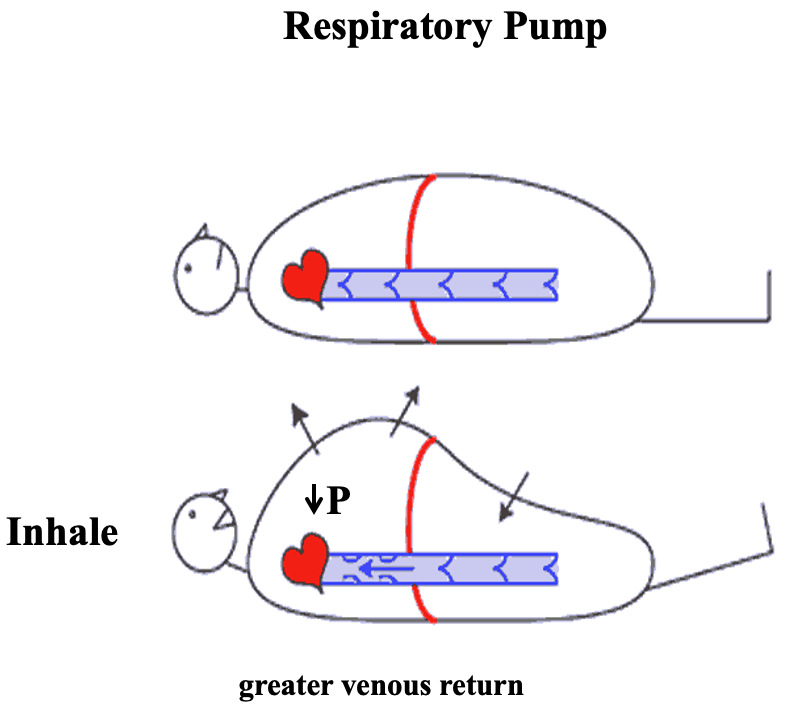 Respiratory Pump
↓P
Inhale
greater venous return